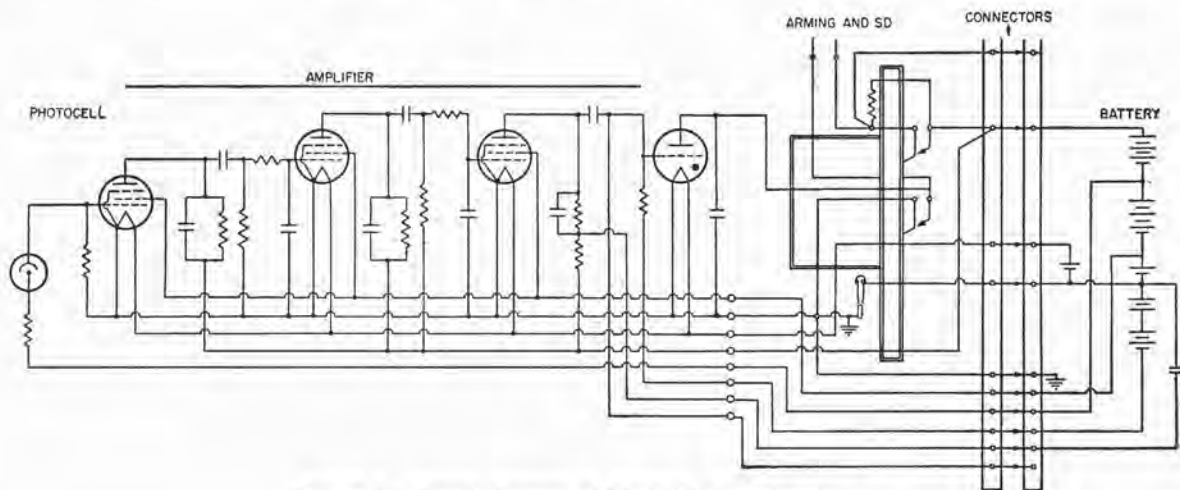 ARMING AND SD
CONNECTORS
AMPLIFIER
PHOTOCELL
BATTERY